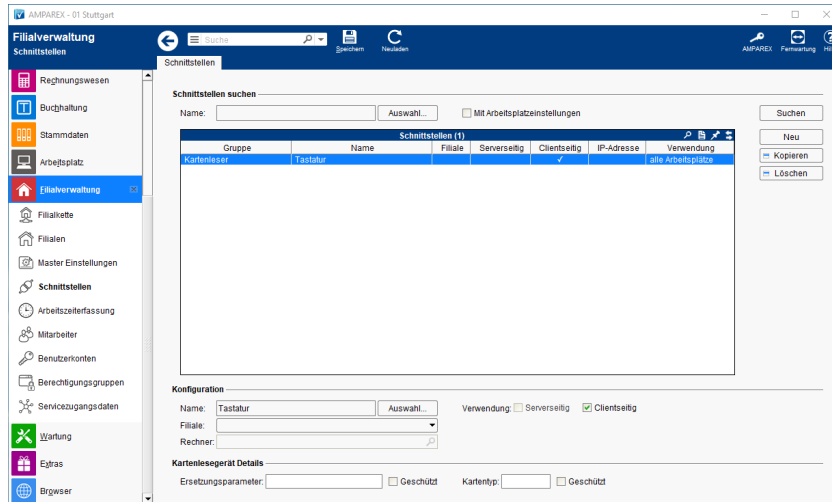 AMPAREX - 01 Stuttgart
Filialverwaltung
Schnittstellen
Suche
Speichern
Neuladen
AMPAREX
Fernwartung
Schnittstellen
Rechnungswesen
Buchhaltung
Stammdaten
Arbeitsplatz
Filialverwaltung
Filialkette
Filialen
Master Einstellungen
Schnittstellen
Arbeitszeiterfassung
Mitarbeiter
Benutzerkonten
Berechtigungsgruppen
Servicezugangsdaten
Wartung
Extras
Browser
Schnittstellen suchen
Name: Auswahl... Mit Arbeitsplatzeinstellungen Suchen
Schnittstellen (1) Neu
Gruppe Name Filiale Serverseitig Clientseitig IP-Adresse Verwendung Kopieren
Kartenleser Tastatur ✓ alle Arbeitsplätze
Löschen
Konfiguration
Name: Tastatur Auswahl... Verwendung: Serverseitig Clientseitig
Filiale:
Rechner:
Kartenlesegerät Details
Ersetzungsparameter: Geschützt Kartentyp: Geschützt